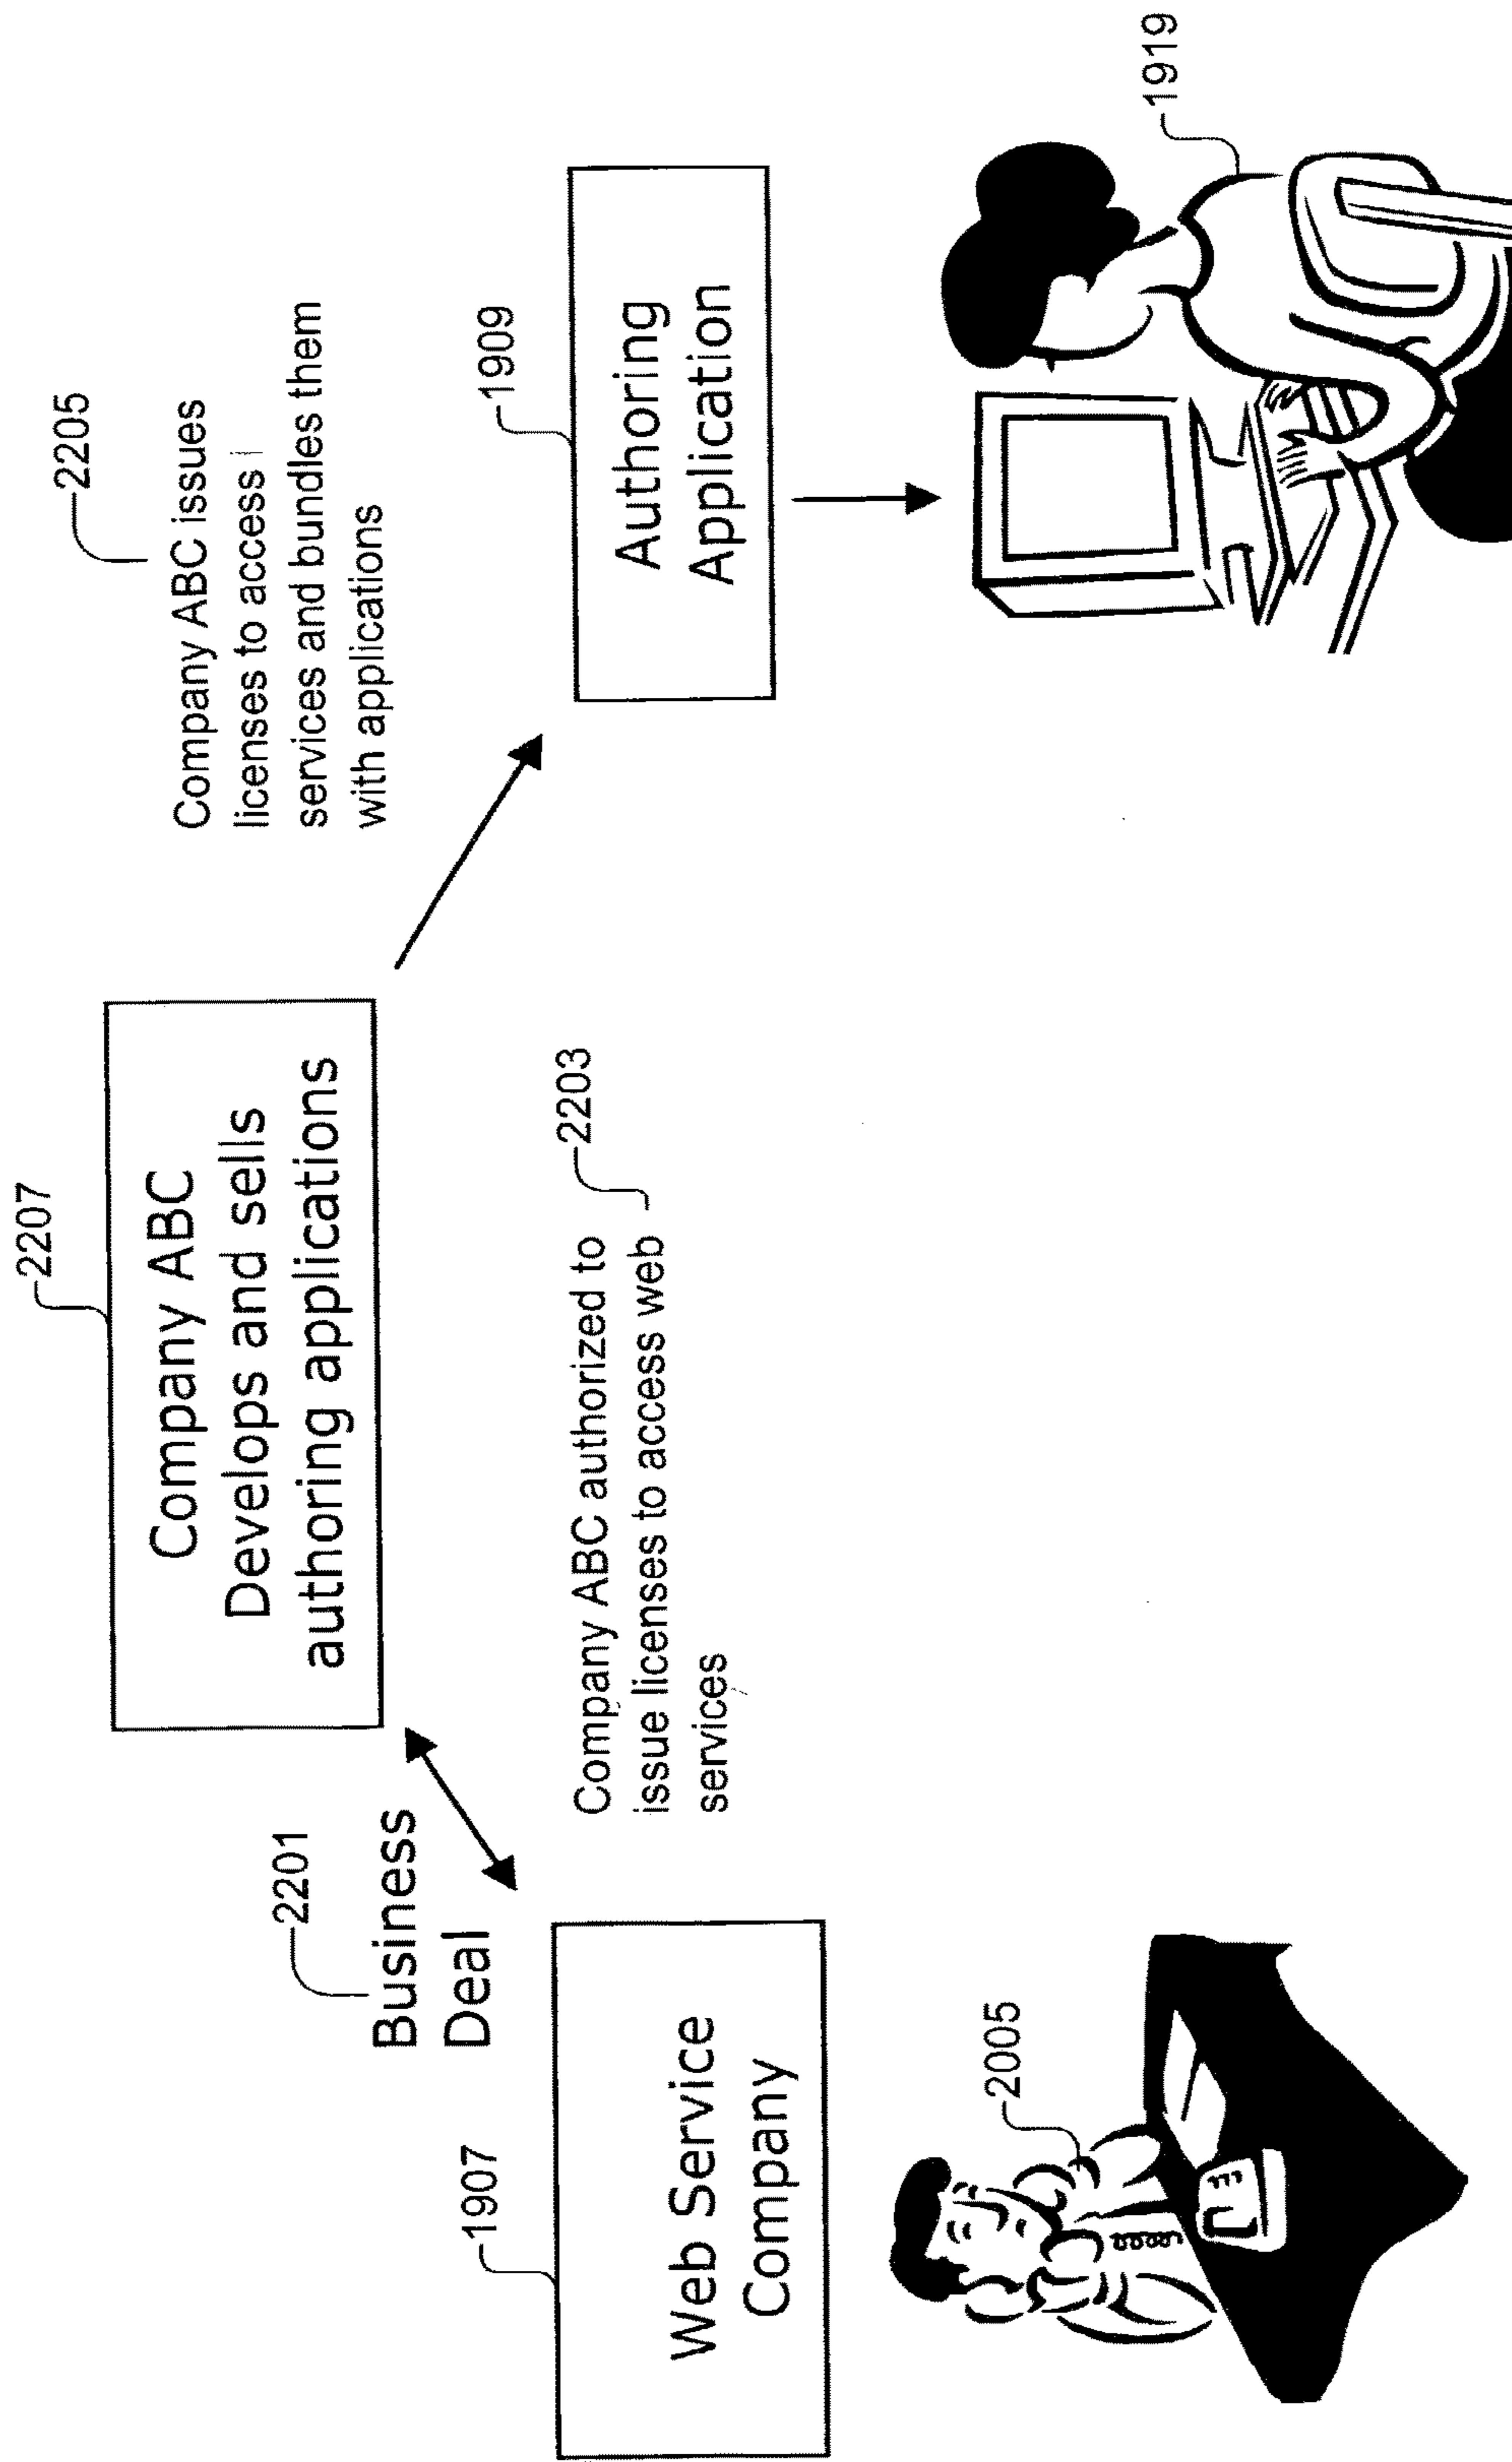 2207
Company ABC
Develops and sells
authoring applications
2201
Business
Deal
2205
Company ABC issues
licenses to access
services and bundles them
with applications
1907
Web Service
Company
2203
Company ABC authorized to
issue licenses to access web
services
1909
Authoring
Application
2005
1919